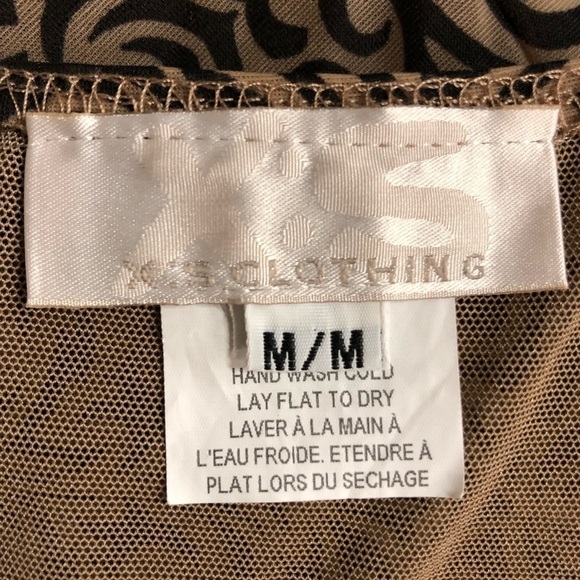 X:S
X:S CLOTHING
M/M
HAND WASH COLD
LAY FLAT TO DRY
LAVER À LA MAIN À
L'EAU FROIDE. ETENDRE À
PLAT LORS DU SECHAGE